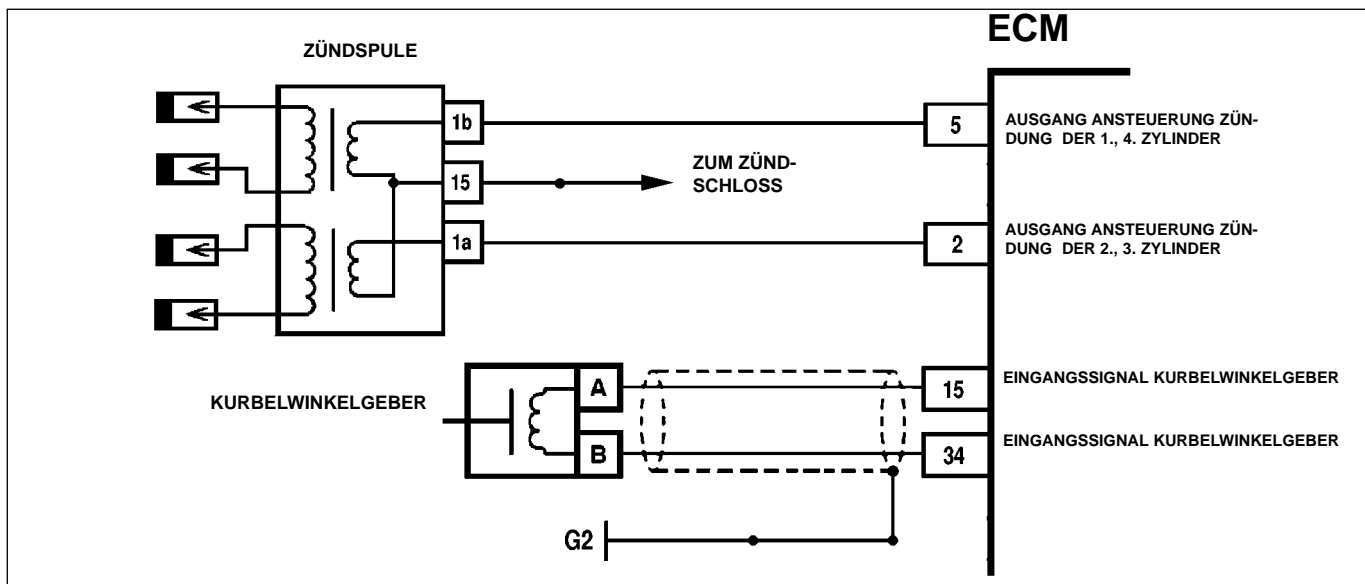 ECM
ZÜNDSPULE
1b
5
AUSGANG ANSTEUERUNG ZÜN-
DUNG DER 1., 4. ZYLINDER
15
ZUM ZÜND-
SCHLOSS
1a
2
AUSGANG ANSTEUERUNG ZÜN-
DUNG DER 2., 3. ZYLINDER
KURBELWINKELGEBER
A
15
EINGANGSSIGNAL KURBELWINKELGEBER
B
34
EINGANGSSIGNAL KURBELWINKELGEBER
G2